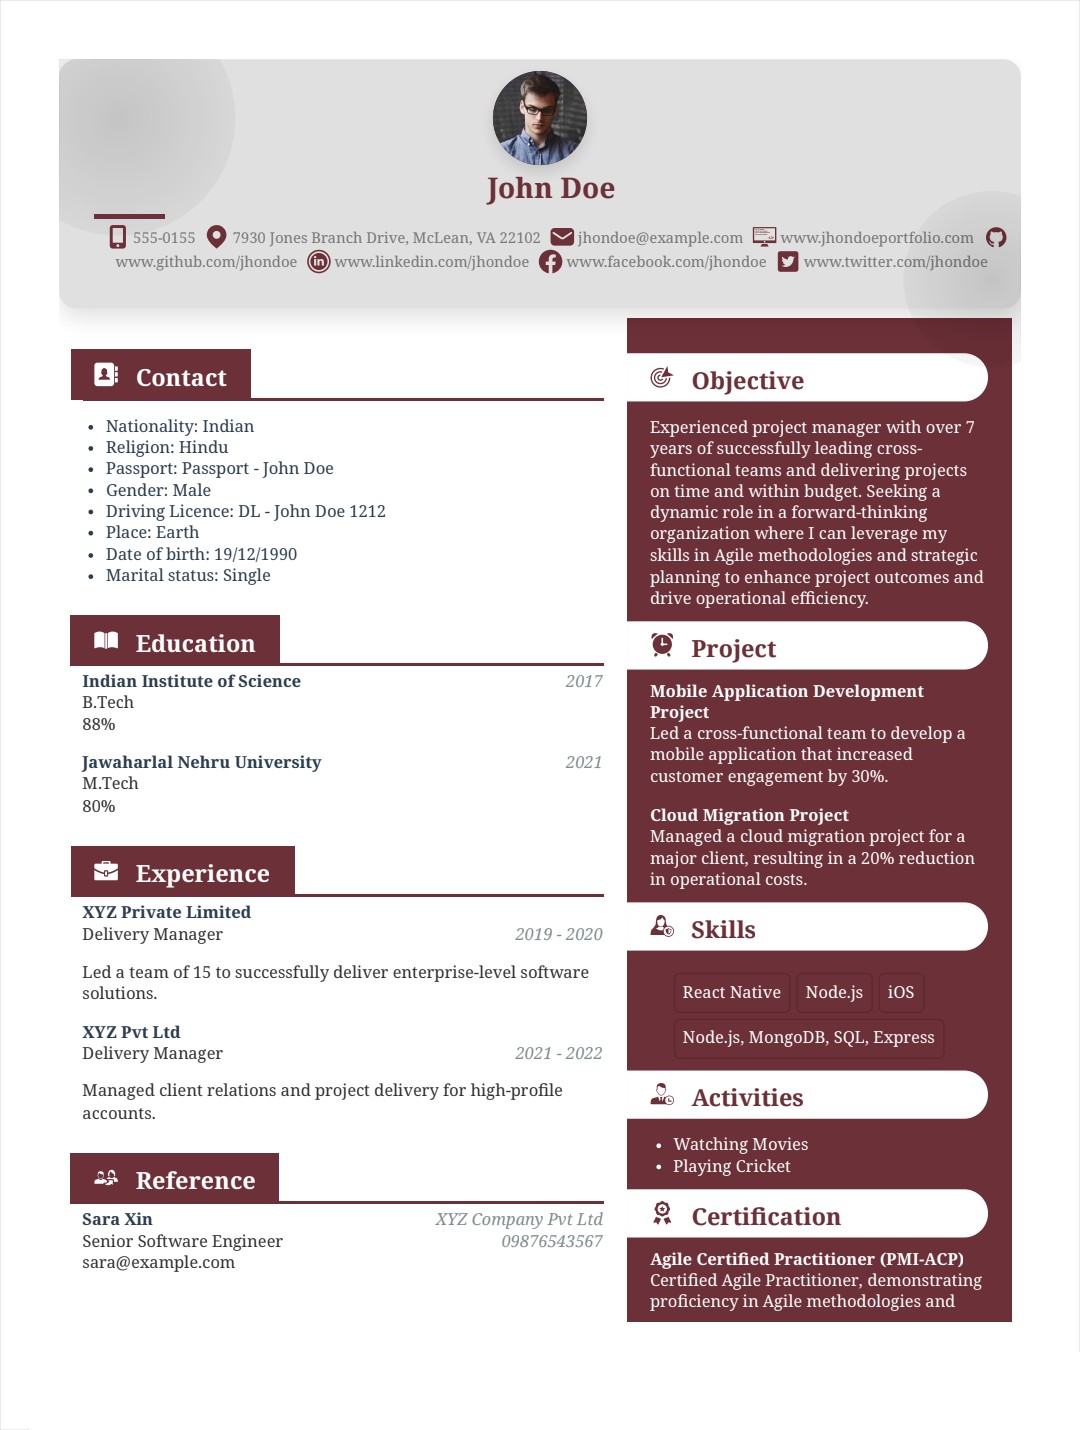 John Doe
555-0155 7930 Jones Branch Drive, McLean, VA 22102 jhondoe@example.com www.jhondoeportfolio.com
www.github.com/jhondoe www.linkedin.com/jhondoe www.facebook.com/jhondoe www.twitter.com/jhondoe
Contact
Nationality: Indian
Religion: Hindu
Passport: Passport - John Doe
Gender: Male
Driving Licence: DL - John Doe 1212
Place: Earth
Date of birth: 19/12/1990
Marital status: Single
Education
Indian Institute of Science 2017
B.Tech
88%
Jawaharlal Nehru University 2021
M.Tech
80%
Experience
XYZ Private Limited
Delivery Manager 2019 - 2020
Led a team of 15 to successfully deliver enterprise-level software
solutions.
XYZ Pvt Ltd
Delivery Manager 2021 - 2022
Managed client relations and project delivery for high-profile
accounts.
Reference
Sara Xin XYZ Company Pvt Ltd
Senior Software Engineer 09876543567
sara@example.com
Objective
Experienced project manager with over 7
years of successfully leading cross-
functional teams and delivering projects
on time and within budget. Seeking a
dynamic role in a forward-thinking
organization where I can leverage my
skills in Agile methodologies and strategic
planning to enhance project outcomes and
drive operational efficiency.
Project
Mobile Application Development
Project
Led a cross-functional team to develop a
mobile application that increased
customer engagement by 30%.
Cloud Migration Project
Managed a cloud migration project for a
major client, resulting in a 20% reduction
in operational costs.
Skills
React Native Node.js iOS
Node.js, MongoDB, SQL, Express
Activities
Watching Movies
Playing Cricket
Certification
Agile Certified Practitioner (PMI-ACP)
Certified Agile Practitioner, demonstrating
proficiency in Agile methodologies and